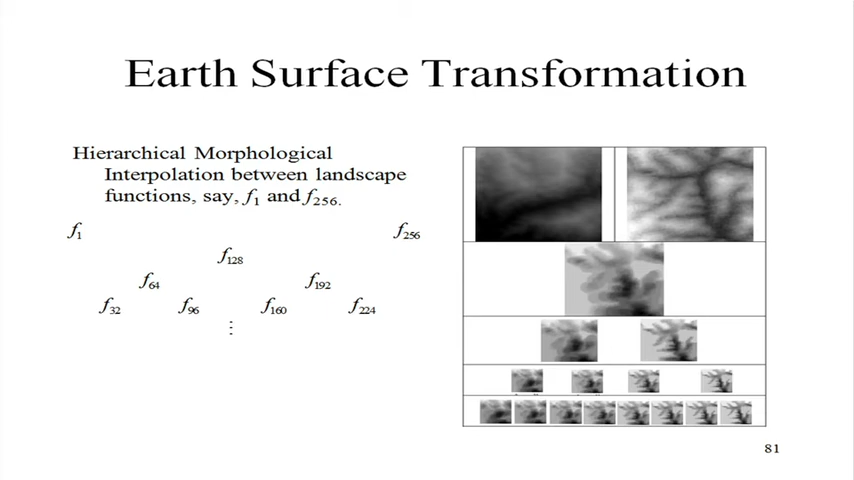 Earth Surface Transformation
Hierarchical Morphological
Interpolation between landscape
functions, say, f₁ and f₂₅₆.
f₁ f₂₅₆
f₁₂₈
f₆₄ f₁₉₂
f₃₂ f₉₆ f₁₆₀ f₂₂₄
⋮
81